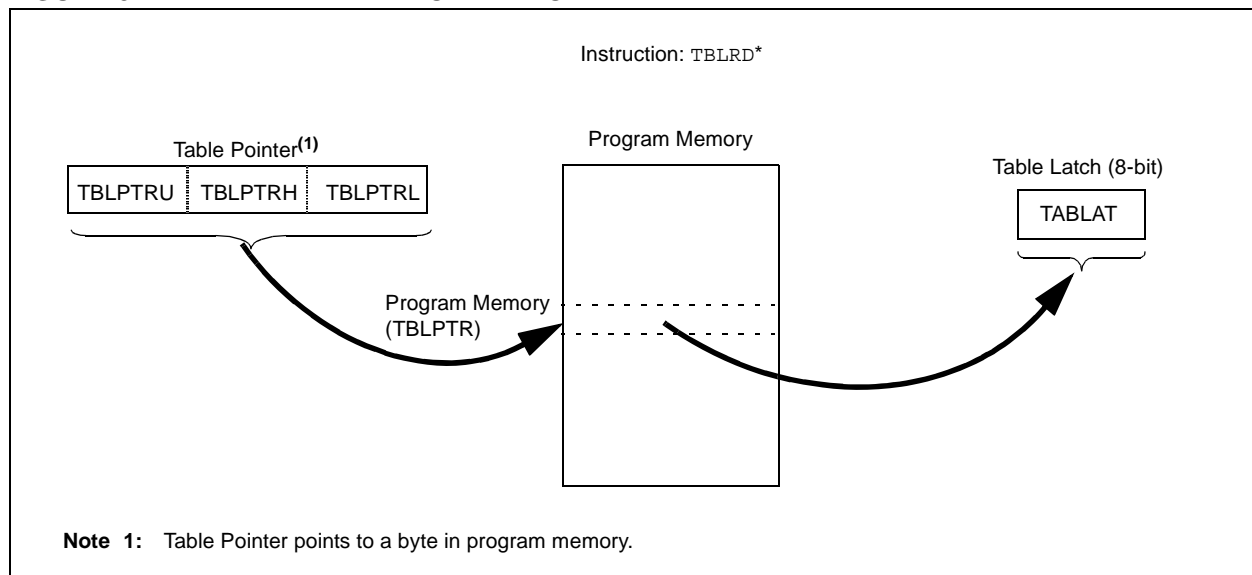 Instruction: TBLRD*
Program Memory
Table Pointer(1)
Table Latch (8-bit)
TBLPTRU TBLPTRH TBLPTRL
TABLAT
Program Memory
(TBLPTR)
Note 1: Table Pointer points to a byte in program memory.